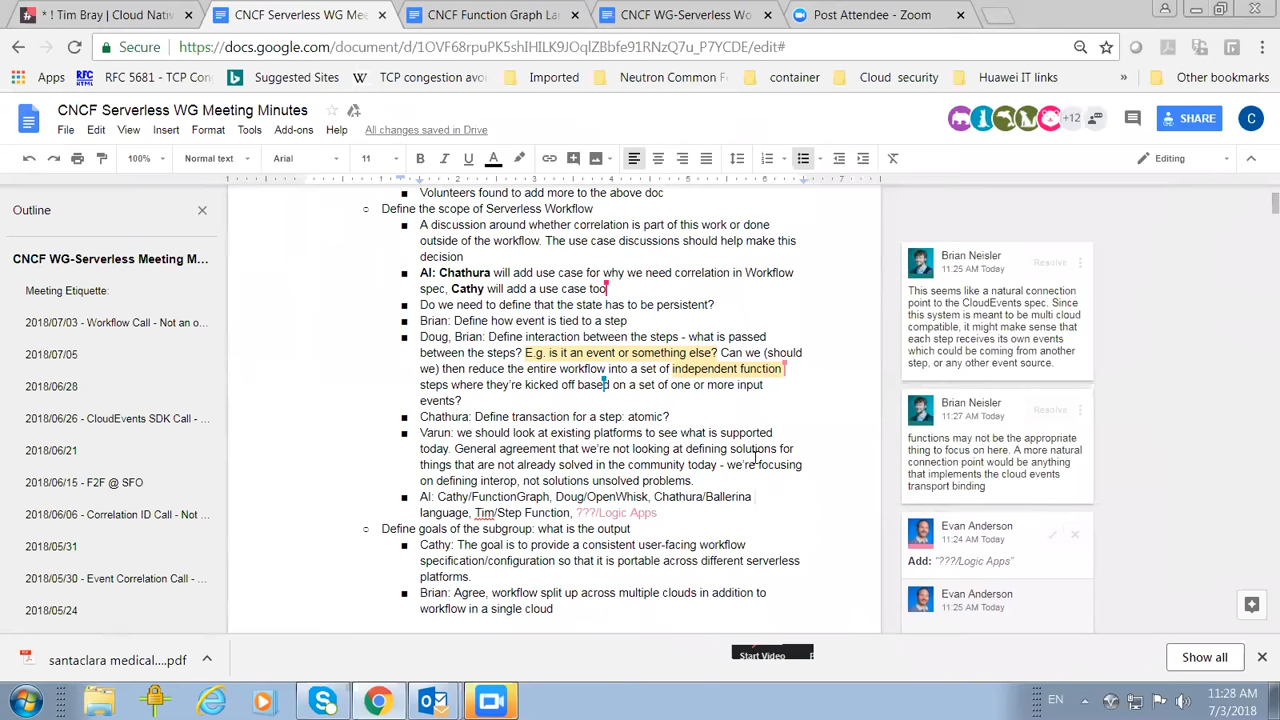 * ! Tim Bray | Cloud Nativ
CNCF Serverless WG Mee
CNCF Function Graph La
CNCF WG-Serverless Wo
Post Attendee - Zoom
Secure
https://docs.google.com/document/d/1OVF68rpuPK5shIHILK9JOqlZBbfe91RNzQ7u_P7YCDE/edit#
Apps
RFC 5681 - TCP Con
Suggested Sites
TCP congestion avoi
Imported
Neutron Common
container
Cloud security
Huawei IT links
»
Other bookmarks
CNCF Serverless WG Meeting Minutes
File Edit View Insert Format Tools Add-ons Help All changes saved in Drive
+12
SHARE
C
100% Normal text Arial 11 B I U A
Editing
1 1 2 3 4 5 6 7
Outline
CNCF WG-Serverless Meeting M...
Meeting Etiquette:
2018/07/03 - Workflow Call - Not an o...
2018/07/05
2018/06/28
2018/06/26 - CloudEvents SDK Call - ...
2018/06/21
2018/06/15 - F2F @ SFO
2018/06/06 - Correlation ID Call - Not ...
2018/05/31
2018/05/30 - Event Correlation Call - ...
2018/05/24
■ Volunteers found to add more to the above doc
○ Define the scope of Serverless Workflow
■ A discussion around whether correlation is part of this work or done
outside of the workflow. The use case discussions should help make this
decision
■ AI: Chathura will add use case for why we need correlation in Workflow
spec, Cathy will add a use case too
■ Do we need to define that the state has to be persistent?
■ Brian: Define how event is tied to a step
■ Doug, Brian: Define interaction between the steps - what is passed
between the steps? E.g. is it an event or something else? Can we (should
we) then reduce the entire workflow into a set of independent function
steps where they're kicked off based on a set of one or more input
events?
■ Chathura: Define transaction for a step: atomic?
■ Varun: we should look at existing platforms to see what is supported
today. General agreement that we're not looking at defining solutions for
things that are not already solved in the community today - we're focusing
on defining interop, not solutions unsolved problems.
■ AI: Cathy/FunctionGraph, Doug/OpenWhisk, Chathura/Ballerina
language, Tim/Step Function, ???/Logic Apps
○ Define goals of the subgroup: what is the output
■ Cathy: The goal is to provide a consistent user-facing workflow
specification/configuration so that it is portable across different serverless
platforms.
■ Brian: Agree, workflow split up across multiple clouds in addition to
workflow in a single cloud
Brian Neisler
11:25 AM Today
Resolve
This seems like a natural connection
point to the CloudEvents spec. Since
this system is meant to be multi cloud
compatible, it might make sense that
each step receives its own events
which could be coming from another
step, or any other event source.
Brian Neisler
11:27 AM Today
Resolve
functions may not be the appropriate
thing to focus on here. A more natural
connection point would be anything
that implements the cloud events
transport binding
Evan Anderson
11:24 AM Today
Add: "???/Logic Apps"
Evan Anderson
11:25 AM Today
santaclara medical....pdf
Start Video
Show all
EN
11:28 AM
7/3/2018